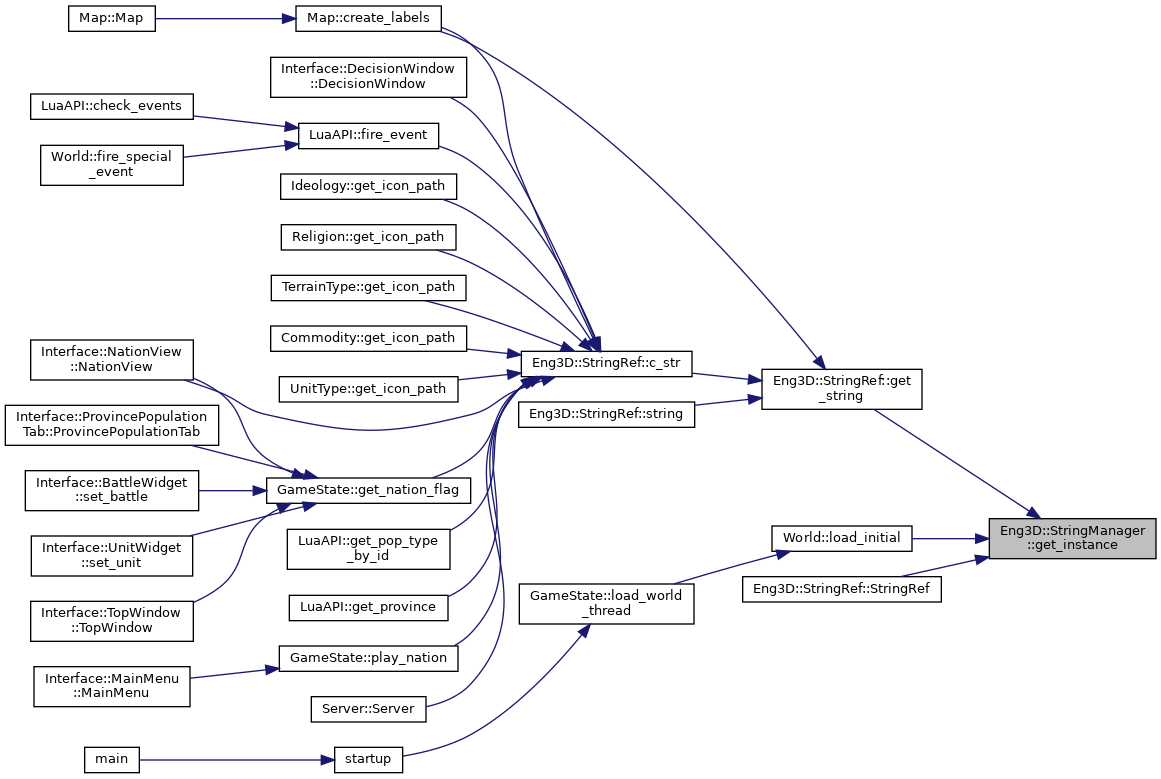 Map::Map
Map::create_labels
Interface::DecisionWindow
::DecisionWindow
LuaAPI::check_events
LuaAPI::fire_event
World::fire_special
_event
Ideology::get_icon_path
Religion::get_icon_path
TerrainType::get_icon_path
Commodity::get_icon_path
Interface::NationView
::NationView
Eng3D::StringRef::c_str
UnitType::get_icon_path
Eng3D::StringRef::get
_string
Eng3D::StringRef::string
Interface::ProvincePopulation
Tab::ProvincePopulationTab
Interface::BattleWidget
::set_battle
GameState::get_nation_flag
Eng3D::StringManager
::get_instance
World::load_initial
LuaAPI::get_pop_type
_by_id
Interface::UnitWidget
::set_unit
Eng3D::StringRef::StringRef
GameState::load_world
_thread
LuaAPI::get_province
Interface::TopWindow
::TopWindow
GameState::play_nation
Interface::MainMenu
::MainMenu
Server::Server
main
startup